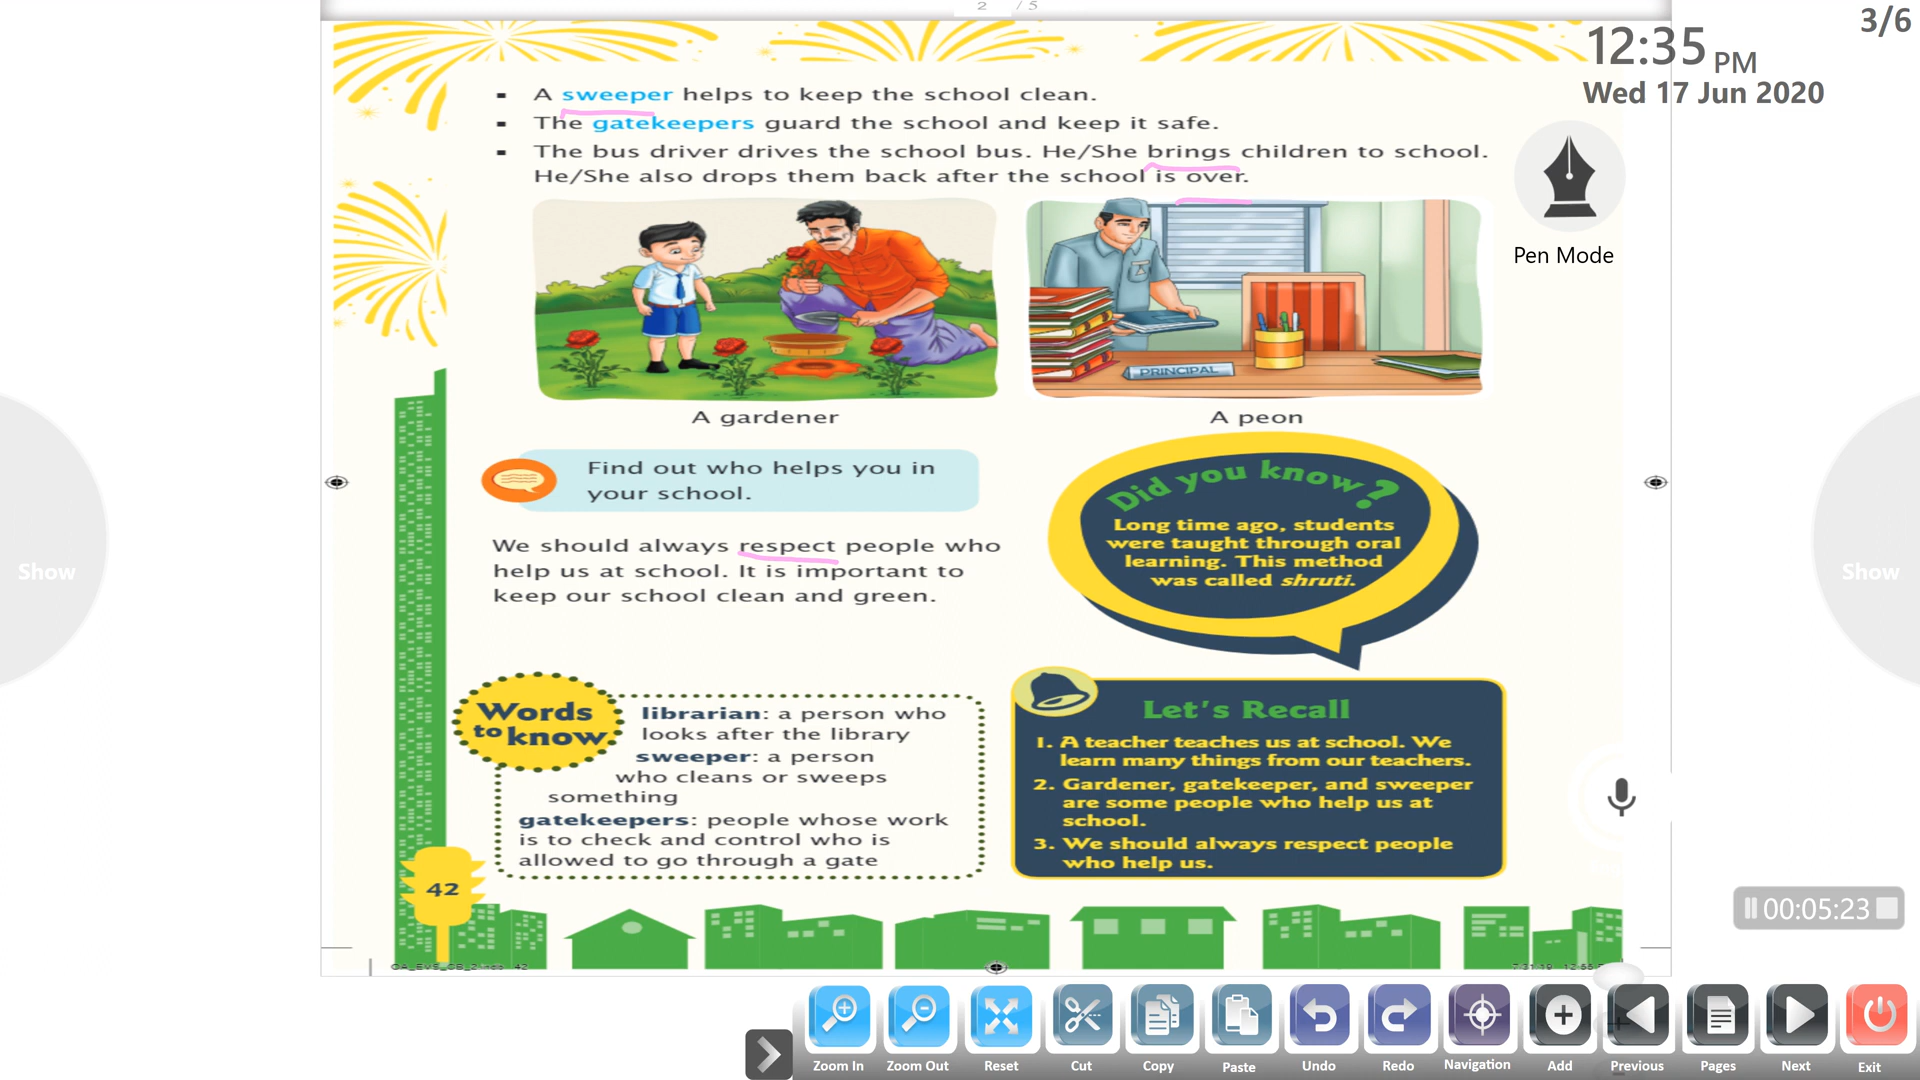 2 / 5
3/6
12:35 PM
Wed 17 Jun 2020
▪ A sweeper helps to keep the school clean.
▪ The gatekeepers guard the school and keep it safe.
▪ The bus driver drives the school bus. He/She brings children to school.
He/She also drops them back after the school is over.
Pen Mode
PRINCIPAL
A gardener
A peon
Find out who helps you in
your school.
Did you know?
Long time ago, students
were taught through oral
learning. This method
was called shruti.
We should always respect people who
help us at school. It is important to
keep our school clean and green.
Show
Show
Words
to know
librarian: a person who
looks after the library
sweeper: a person
who cleans or sweeps
something
gatekeepers: people whose work
is to check and control who is
allowed to go through a gate
Let's Recall
1. A teacher teaches us at school. We
learn many things from our teachers.
2. Gardener, gatekeeper, and sweeper
are some people who help us at
school.
3. We should always respect people
who help us.
42
00:05:23
Zoom In
Zoom Out
Reset
Cut
Copy
Paste
Undo
Redo
Navigation
Add
Previous
Pages
Next
Exit